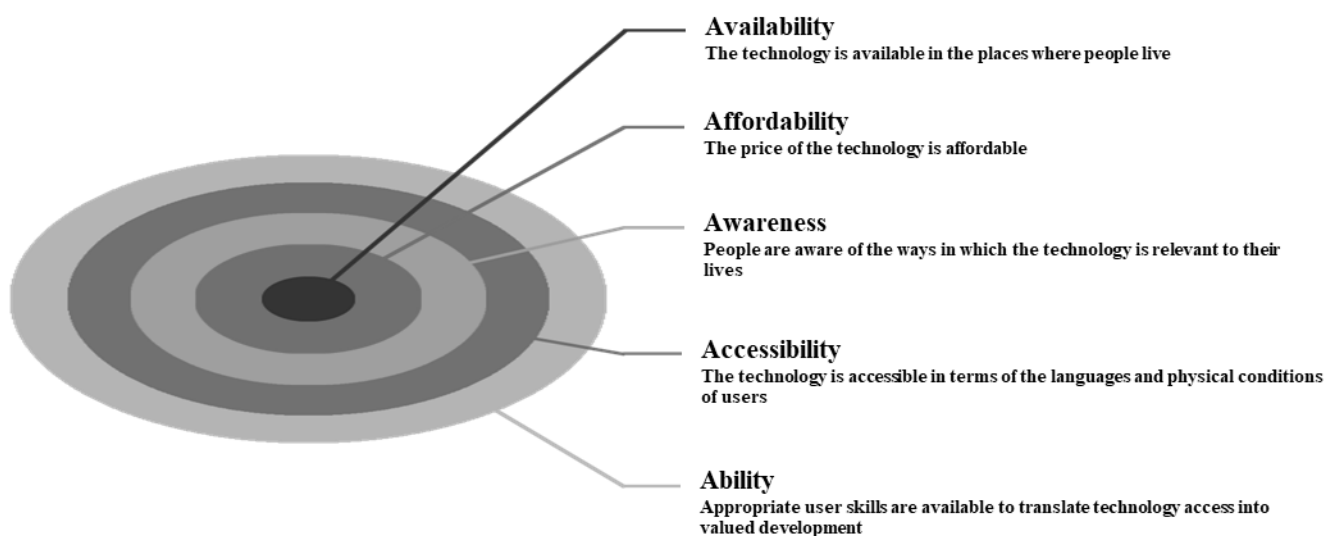 Availability
The technology is available in the places where people live
Affordability
The price of the technology is affordable
Awareness
People are aware of the ways in which the technology is relevant to their
lives
Accessibility
The technology is accessible in terms of the languages and physical conditions
of users
Ability
Appropriate user skills are available to translate technology access into
valued development